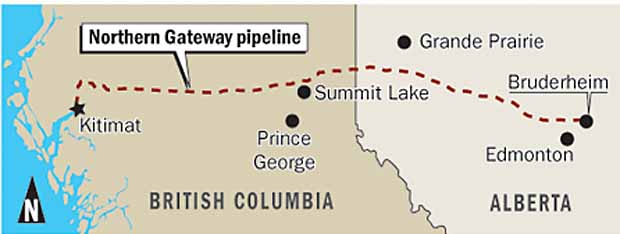 Northern Gateway pipeline
Grande Prairie
Bruderheim
Summit Lake
Kitimat
Prince
George
Edmonton
N
BRITISH COLUMBIA
ALBERTA